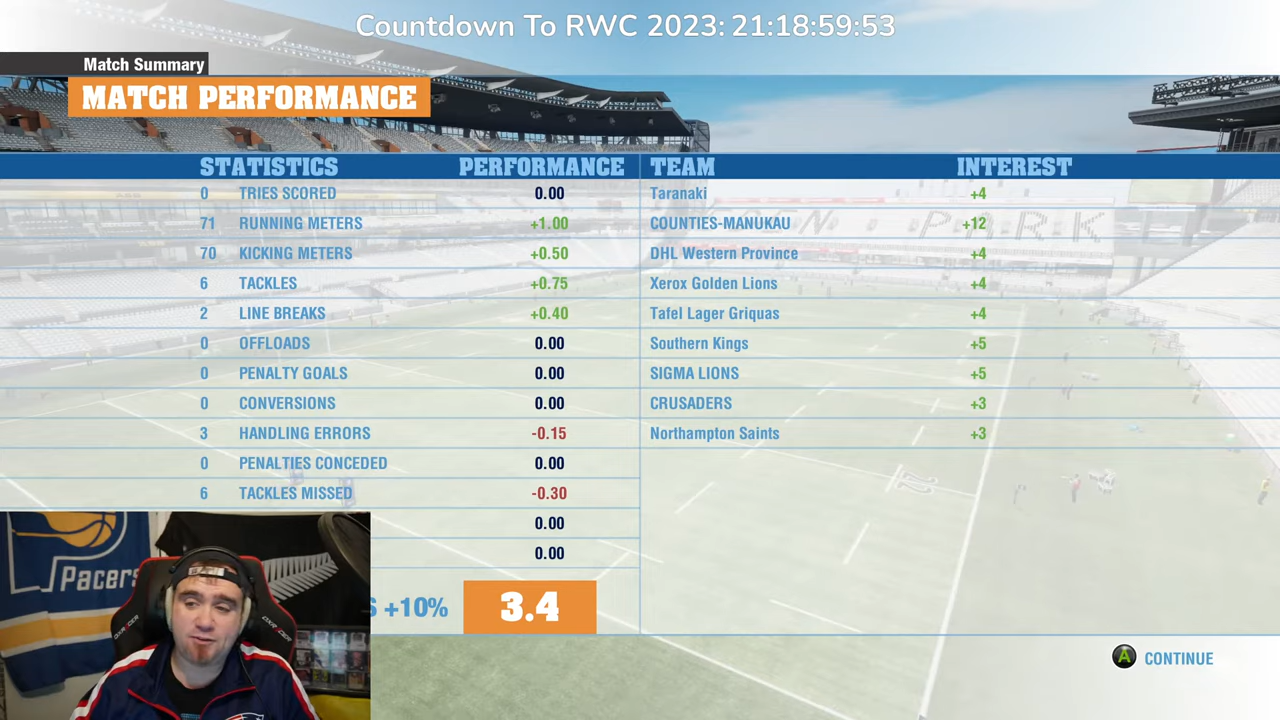 Countdown To RWC 2023: 21:18:59:53
Match Summary
MATCH PERFORMANCE
STATISTICS PERFORMANCE TEAM INTEREST
0 TRIES SCORED 0.00 Taranaki +4
71 RUNNING METERS +1.00 COUNTIES-MANUKAU +12
70 KICKING METERS +0.50 DHL Western Province +4
6 TACKLES +0.75 Xerox Golden Lions +4
2 LINE BREAKS +0.40 Tafel Lager Griquas +4
0 OFFLOADS 0.00 Southern Kings +5
0 PENALTY GOALS 0.00 SIGMA LIONS +5
0 CONVERSIONS 0.00 CRUSADERS +3
3 HANDLING ERRORS -0.15 Northampton Saints +3
0 PENALTIES CONCEDED 0.00
6 TACKLES MISSED -0.30
0.00
0.00
S +10% 3.4
A CONTINUE
Pacers
PARK